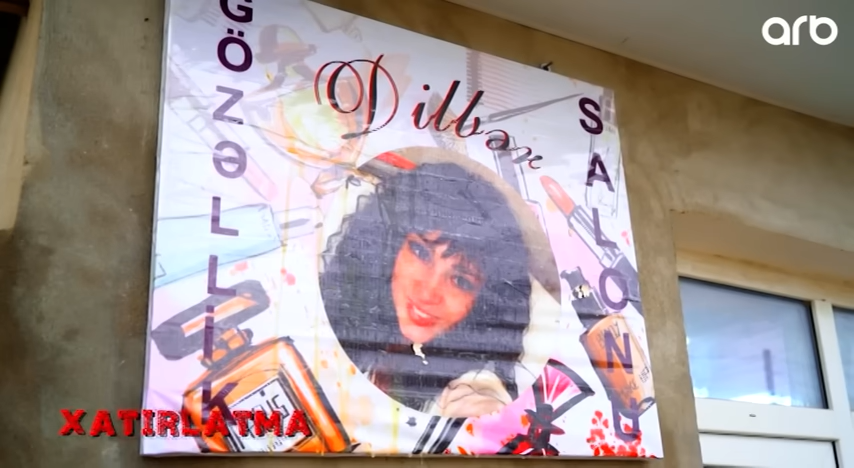 arb
GÖZƏLLİK
Dilbər
SALONU
XATIRLATMA